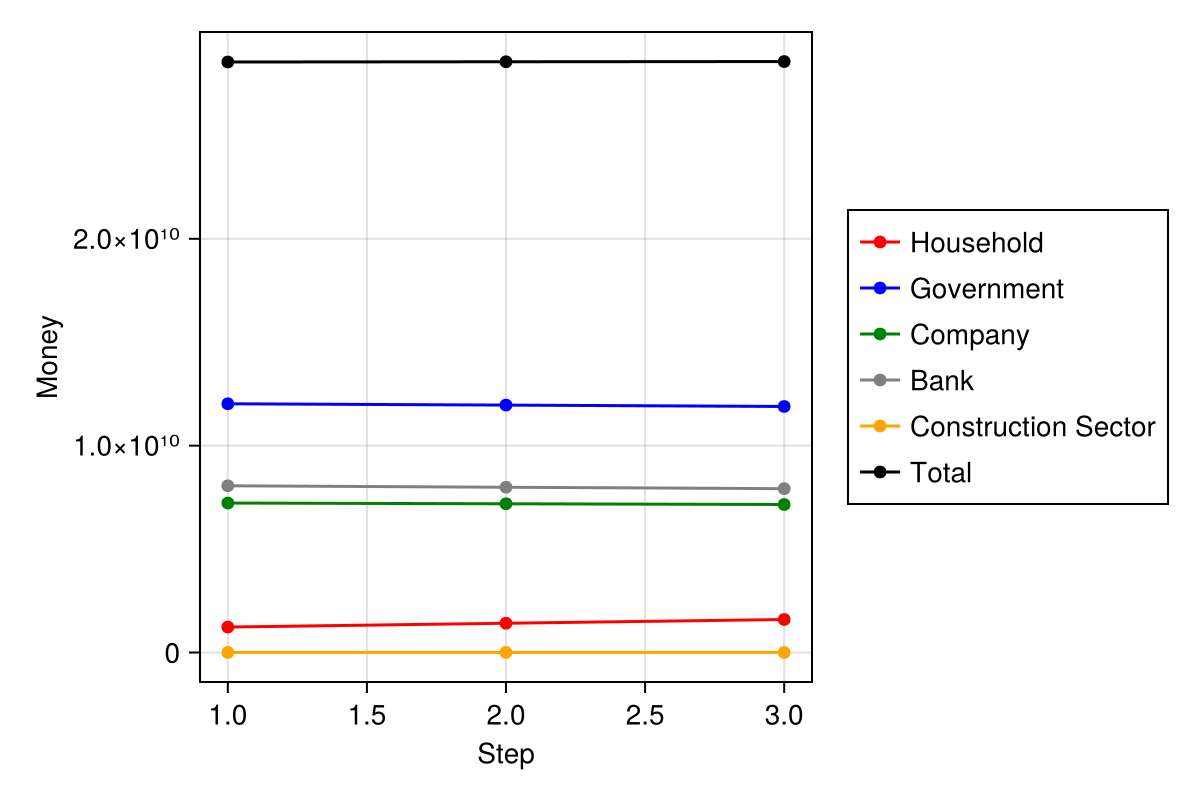 Money
2.0×10¹⁰
1.0×10¹⁰
0
1.0 1.5 2.0 2.5 3.0
Step
Household
Government
Company
Bank
Construction Sector
Total